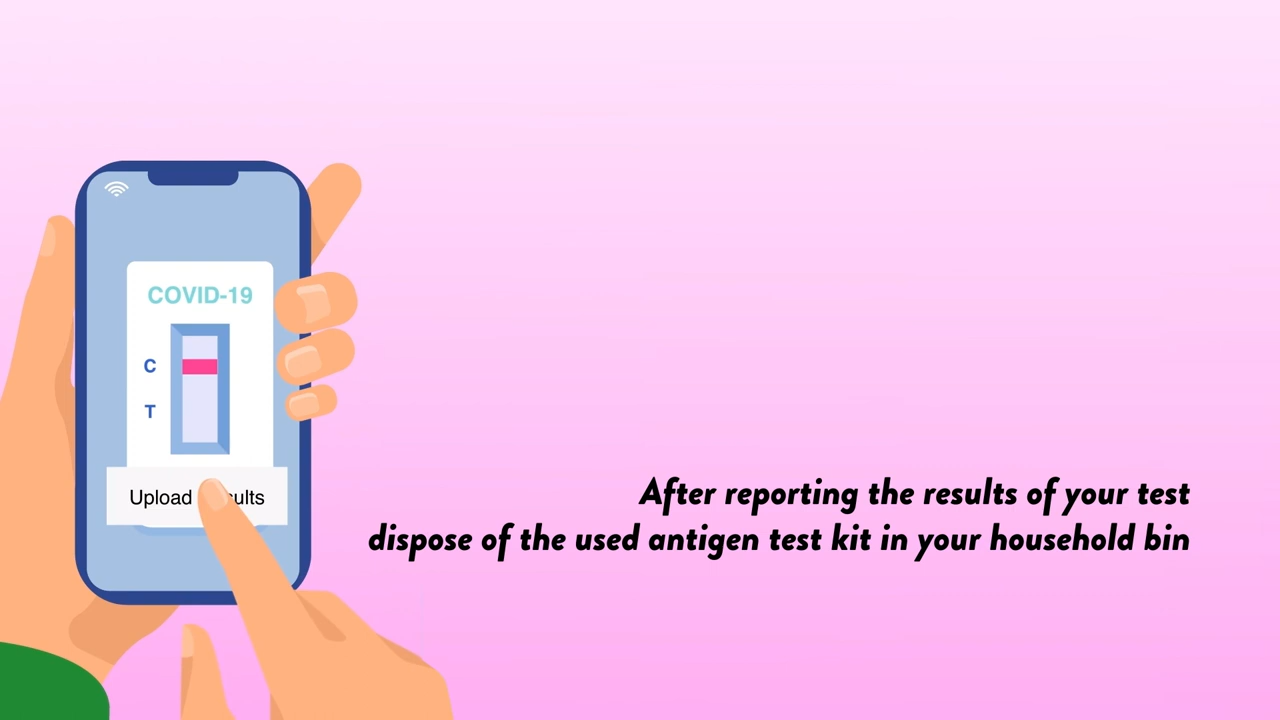 COVID-19
C
T
Upload
After reporting the results of your test
dispose of the used antigen test kit in your household bin